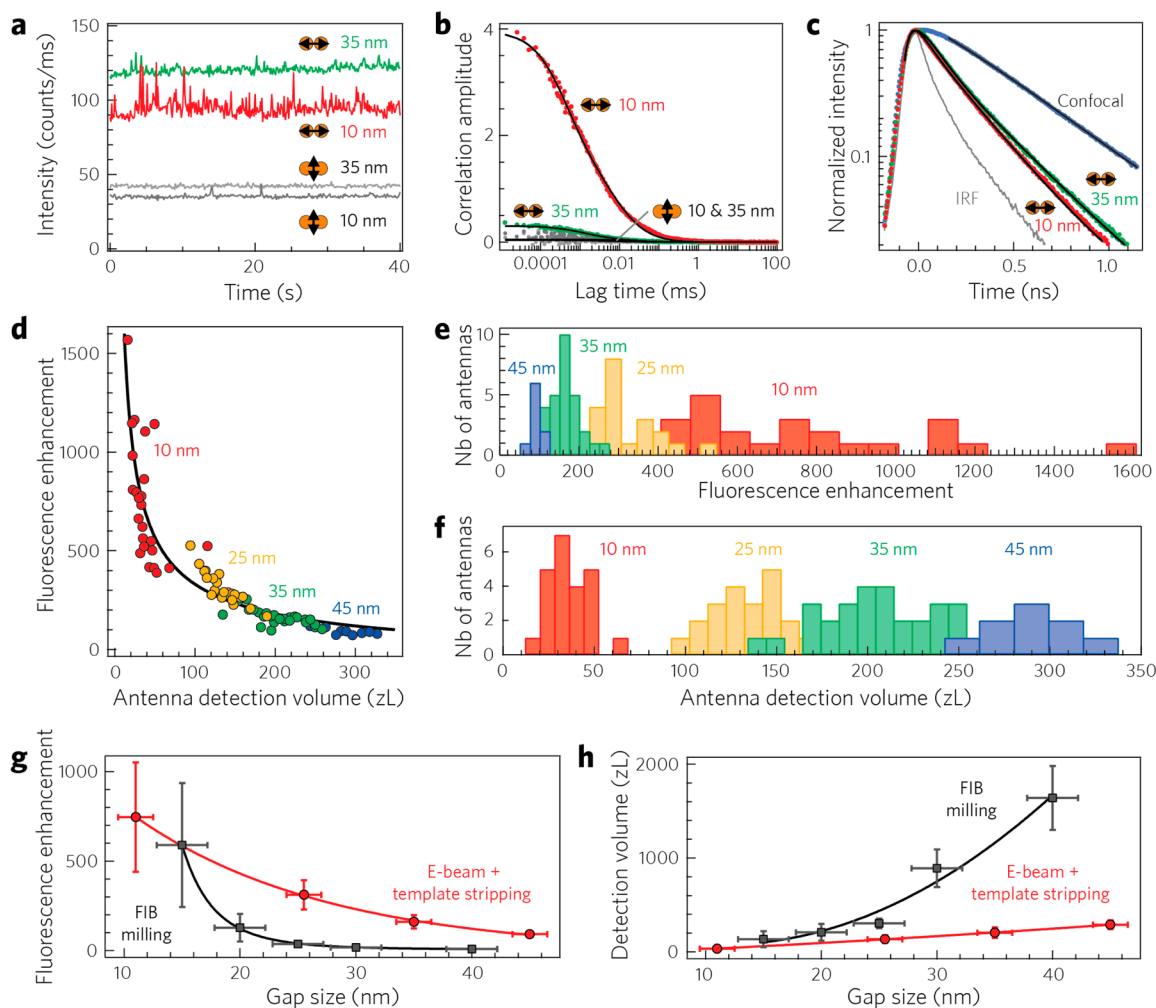 a
Intensity (counts/ms)
150
100
50
0
35 nm
10 nm
35 nm
10 nm
0
20
40
Time (s)
b
Correlation amplitude
4
2
0
10 nm
35 nm
10 & 35 nm
0.0001
0.01
1
100
Lag time (ms)
c
Normalized intensity
1
0.1
Confocal
IRF
35 nm
10 nm
0.0
0.5
1.0
Time (ns)
d
Fluorescence enhancement
1500
1000
500
0
10 nm
25 nm
35 nm
45 nm
0
100
200
300
Antenna detection volume (zL)
e
Nb of antennas
10
5
0
45 nm
35 nm
25 nm
10 nm
0
200
400
600
800
1000
1200
1400
1600
Fluorescence enhancement
f
Nb of antennas
6
4
2
0
10 nm
25 nm
35 nm
45 nm
0
50
100
150
200
250
300
350
Antenna detection volume (zL)
g
Fluorescence enhancement
1000
500
0
FIB
milling
E-beam +
template stripping
10
20
30
40
Gap size (nm)
h
Detection volume (zL)
2000
1000
0
FIB
milling
E-beam +
template stripping
10
20
30
40
Gap size (nm)